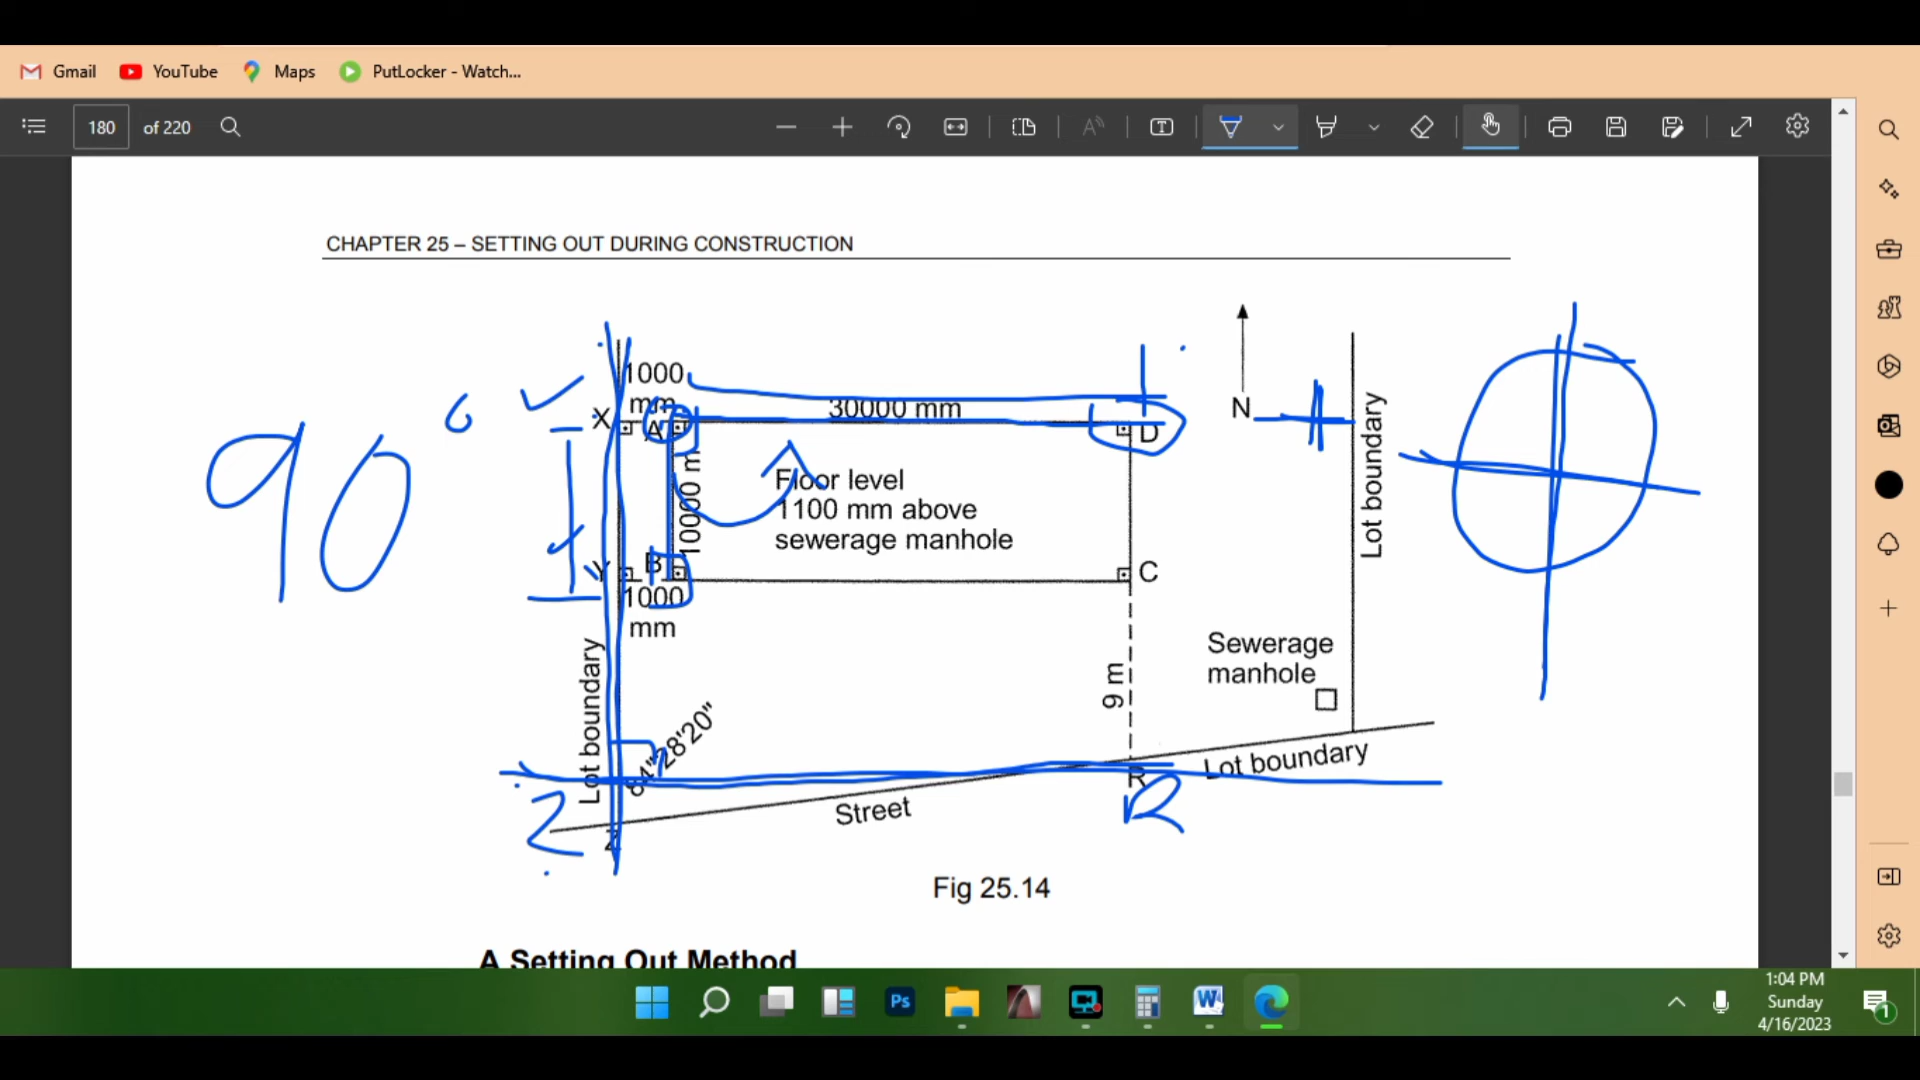 Gmail YouTube Maps PutLocker - Watch...
180 of 220
CHAPTER 25 – SETTING OUT DURING CONSTRUCTION
1000
mm
30000 mm
X
A
D
N
90°
10000 m
Floor level
1100 mm above
sewerage manhole
Lot boundary
Y
B
C
1000
mm
Sewerage
manhole
9 m
Lot boundary
28'20"
R
Lot boundary
Z
R
Street
Z
Fig 25.14
A Setting Out Method
Ps
W
1:04 PM
Sunday
4/16/2023
1